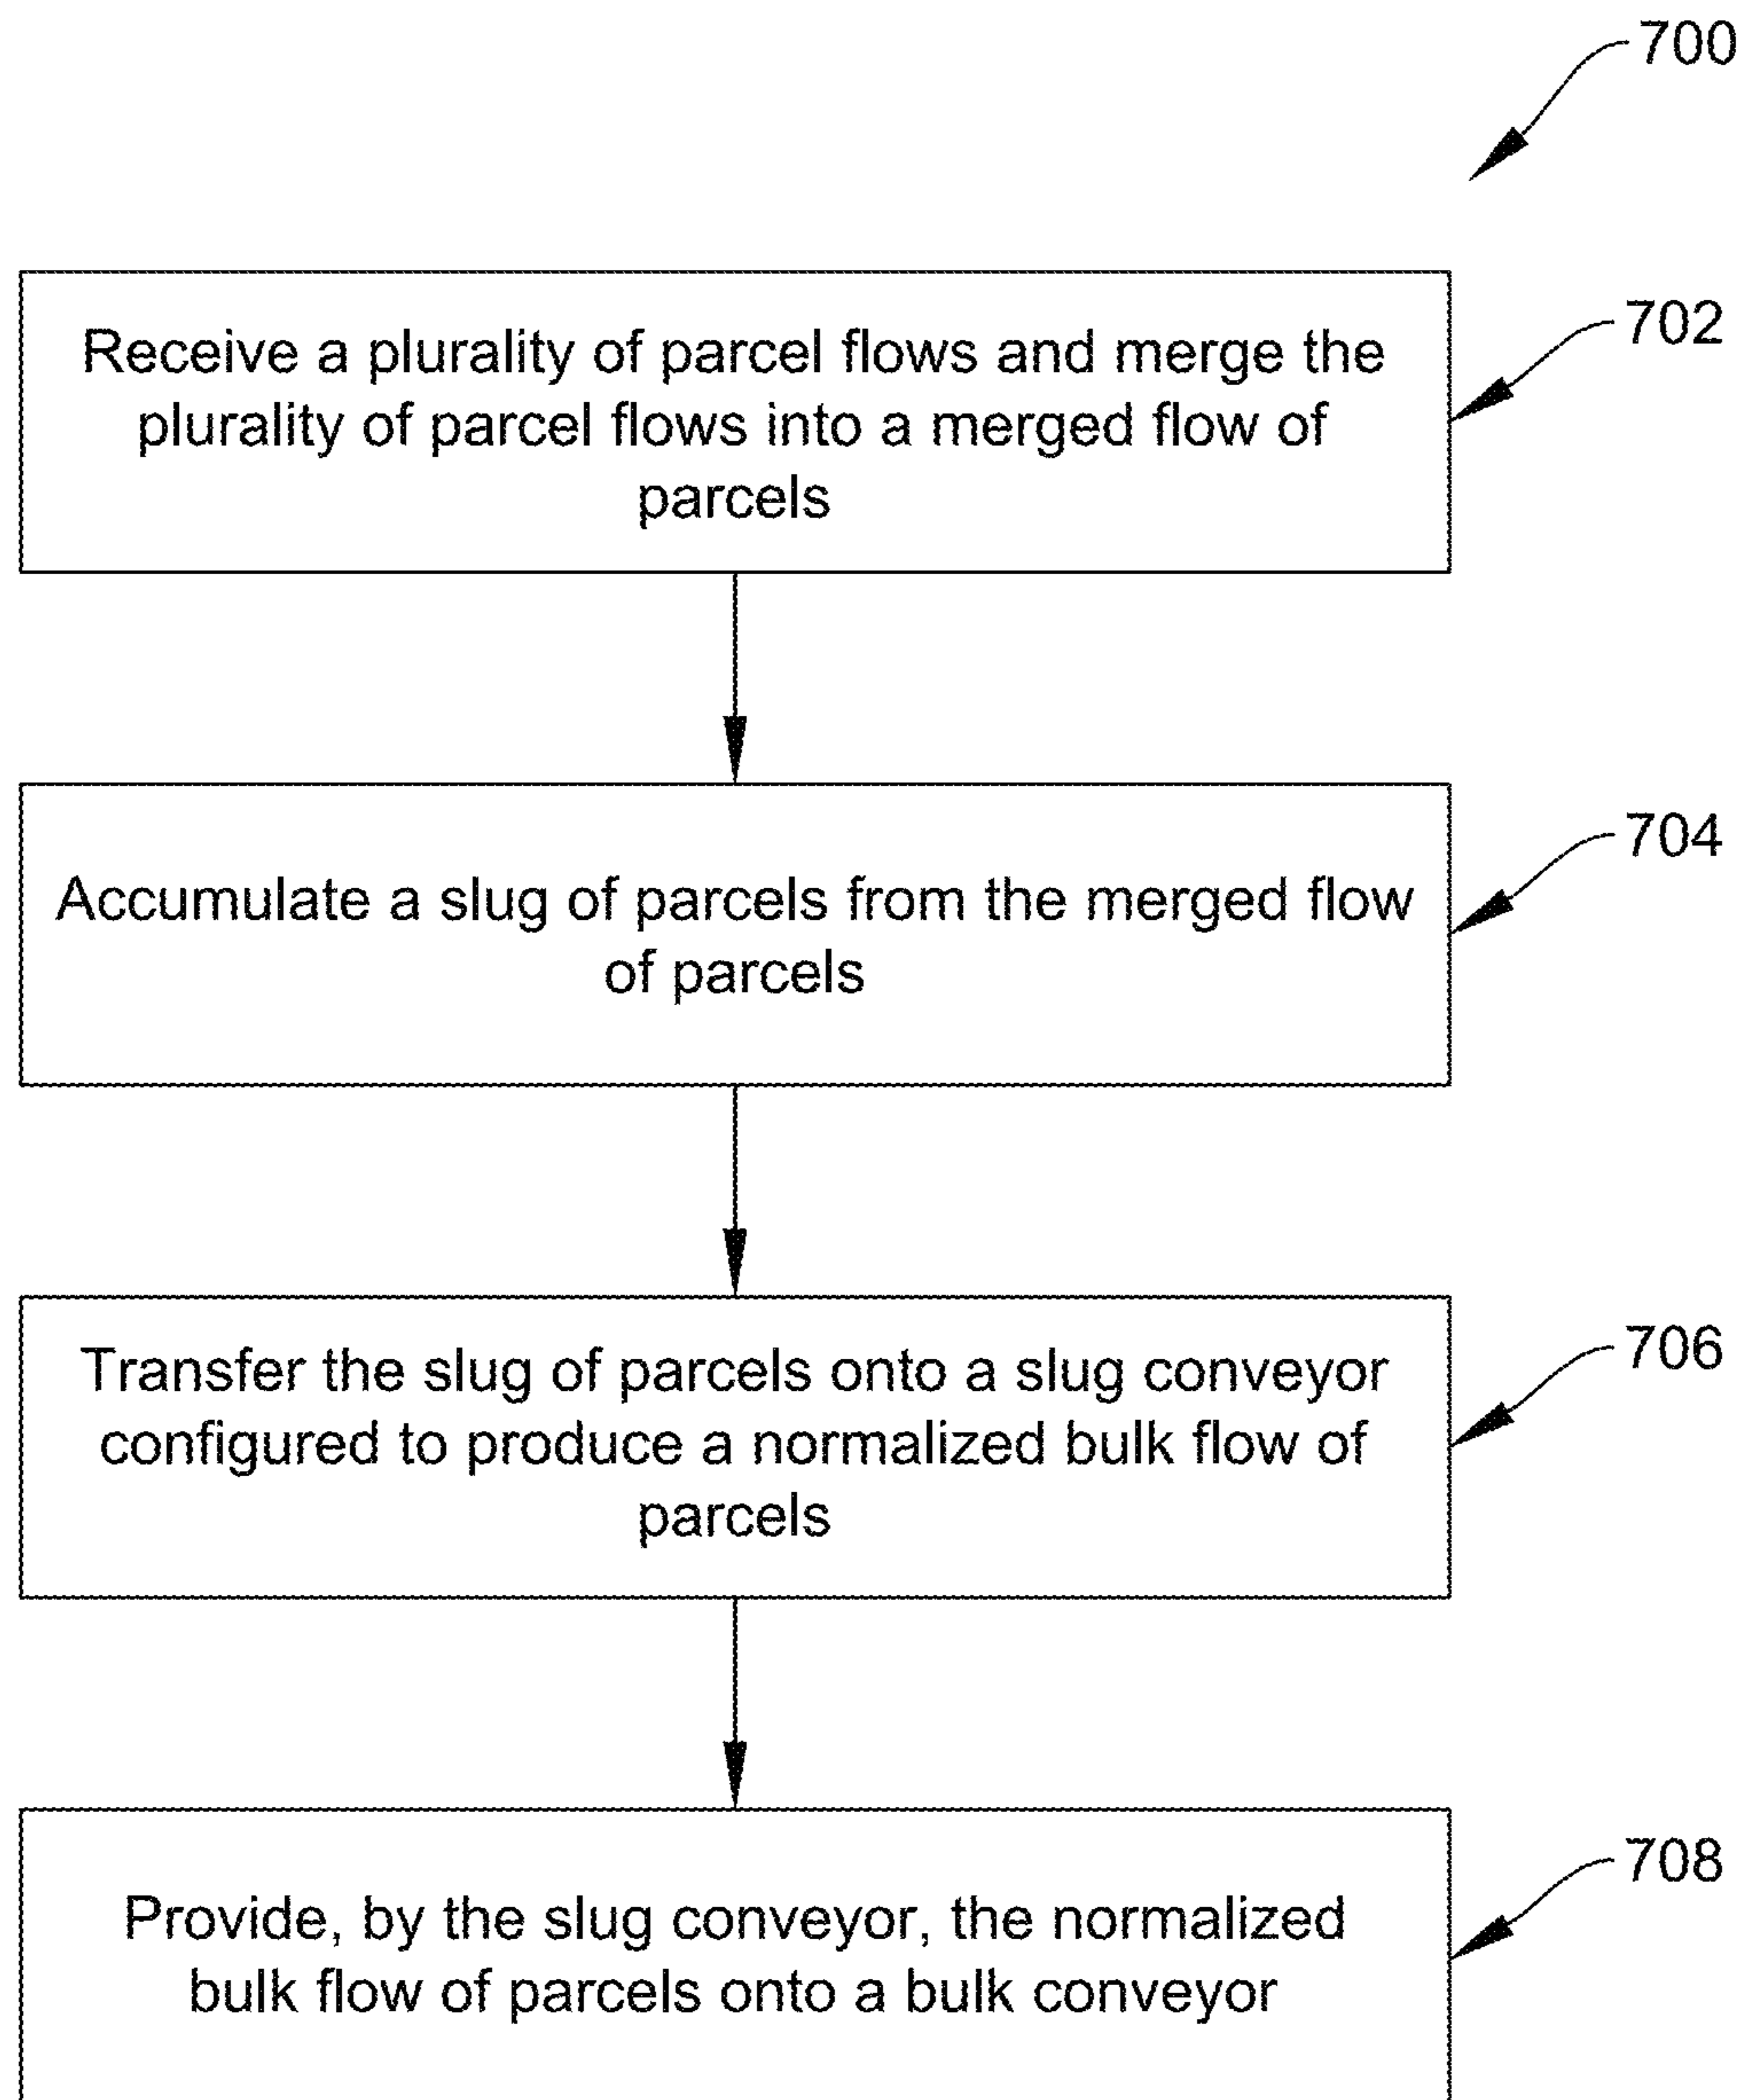 700
Receive a plurality of parcel flows and merge the
plurality of parcel flows into a merged flow of
parcels
702
Accumulate a slug of parcels from the merged flow
of parcels
704
Transfer the slug of parcels onto a slug conveyor
configured to produce a normalized bulk flow of
parcels
706
Provide, by the slug conveyor, the normalized
bulk flow of parcels onto a bulk conveyor
708